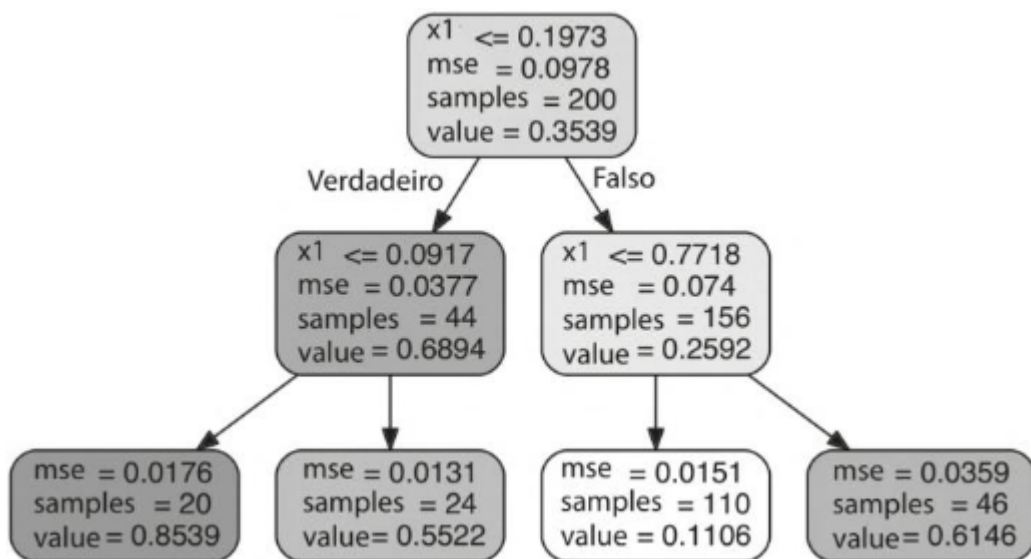 x1 <= 0.1973
mse = 0.0978
samples = 200
value = 0.3539
Verdadeiro
Falso
x1 <= 0.0917
mse = 0.0377
samples = 44
value = 0.6894
x1 <= 0.7718
mse = 0.074
samples = 156
value = 0.2592
mse = 0.0176
samples = 20
value = 0.8539
mse = 0.0131
samples = 24
value = 0.5522
mse = 0.0151
samples = 110
value = 0.1106
mse = 0.0359
samples = 46
value = 0.6146